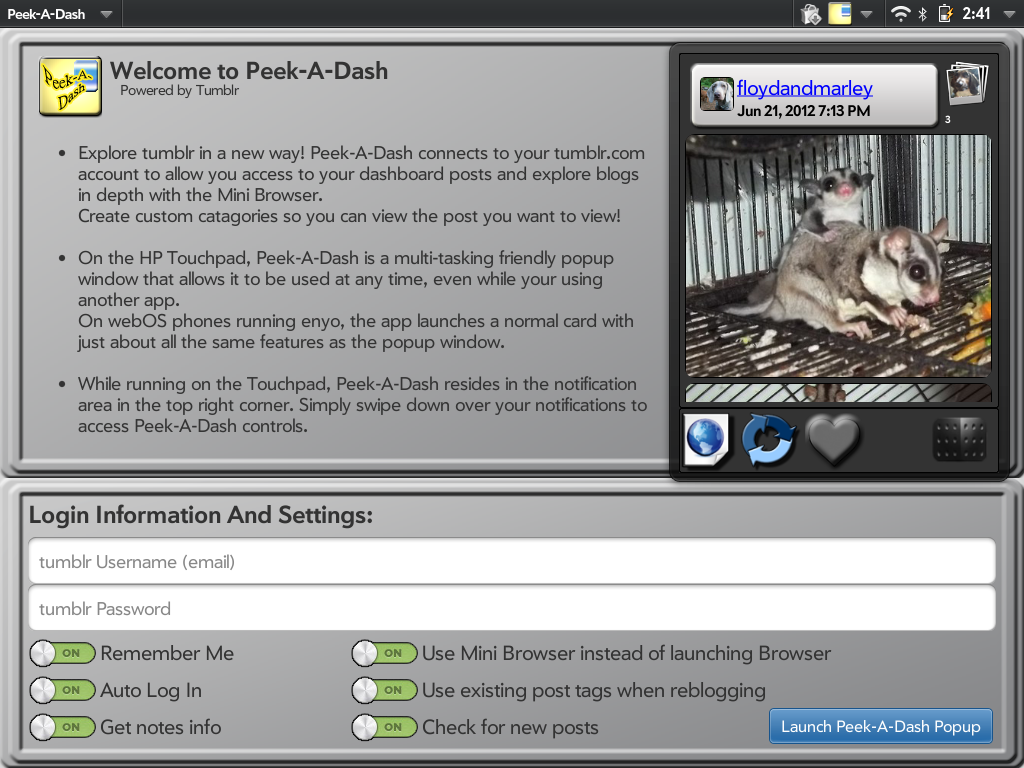 Peek-A-Dash
2:41
Peek-A-
Dash
Welcome to Peek-A-Dash
Powered by Tumblr
• Explore tumblr in a new way! Peek-A-Dash connects to your tumblr.com
account to allow you access to your dashboard posts and explore blogs
in depth with the Mini Browser.
Create custom catagories so you can view the post you want to view!
• On the HP Touchpad, Peek-A-Dash is a multi-tasking friendly popup
window that allows it to be used at any time, even while your using
another app.
On webOS phones running enyo, the app launches a normal card with
just about all the same features as the popup window.
• While running on the Touchpad, Peek-A-Dash resides in the notification
area in the top right corner. Simply swipe down over your notifications to
access Peek-A-Dash controls.
floydandmarley
Jun 21, 2012 7:13 PM
3
Login Information And Settings:
tumblr Username (email)
tumblr Password
ON Remember Me
ON Use Mini Browser instead of launching Browser
ON Auto Log In
ON Use existing post tags when reblogging
ON Get notes info
ON Check for new posts
Launch Peek-A-Dash Popup